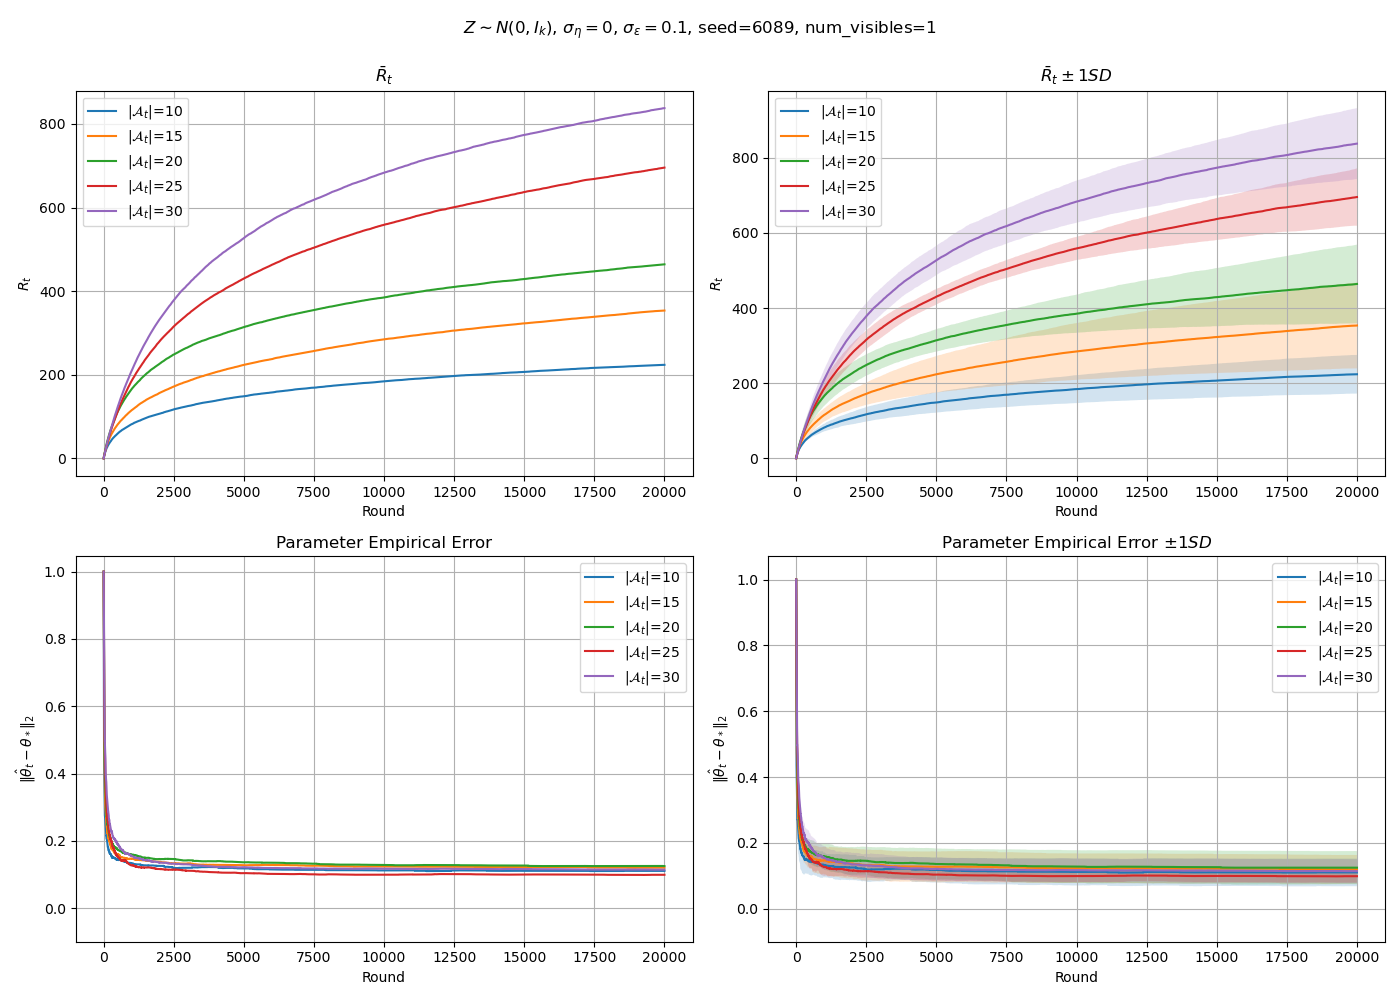 Z ∼ N(0, I_k), σ_η = 0, σ_ε = 0.1, seed=6089, num_visibles=1
R̄_t
|𝒜_t|=10
|𝒜_t|=15
|𝒜_t|=20
|𝒜_t|=25
|𝒜_t|=30
R_t
800
600
400
200
0
0 2500 5000 7500 10000 12500 15000 17500 20000
Round
R̄_t ± 1SD
|𝒜_t|=10
|𝒜_t|=15
|𝒜_t|=20
|𝒜_t|=25
|𝒜_t|=30
R_t
800
600
400
200
0
0 2500 5000 7500 10000 12500 15000 17500 20000
Round
Parameter Empirical Error
|𝒜_t|=10
|𝒜_t|=15
|𝒜_t|=20
|𝒜_t|=25
|𝒜_t|=30
‖θ̂_t − θ_*‖₂
1.0
0.8
0.6
0.4
0.2
0.0
0 2500 5000 7500 10000 12500 15000 17500 20000
Round
Parameter Empirical Error ±1SD
|𝒜_t|=10
|𝒜_t|=15
|𝒜_t|=20
|𝒜_t|=25
|𝒜_t|=30
‖θ̂_t − θ_*‖₂
1.0
0.8
0.6
0.4
0.2
0.0
0 2500 5000 7500 10000 12500 15000 17500 20000
Round